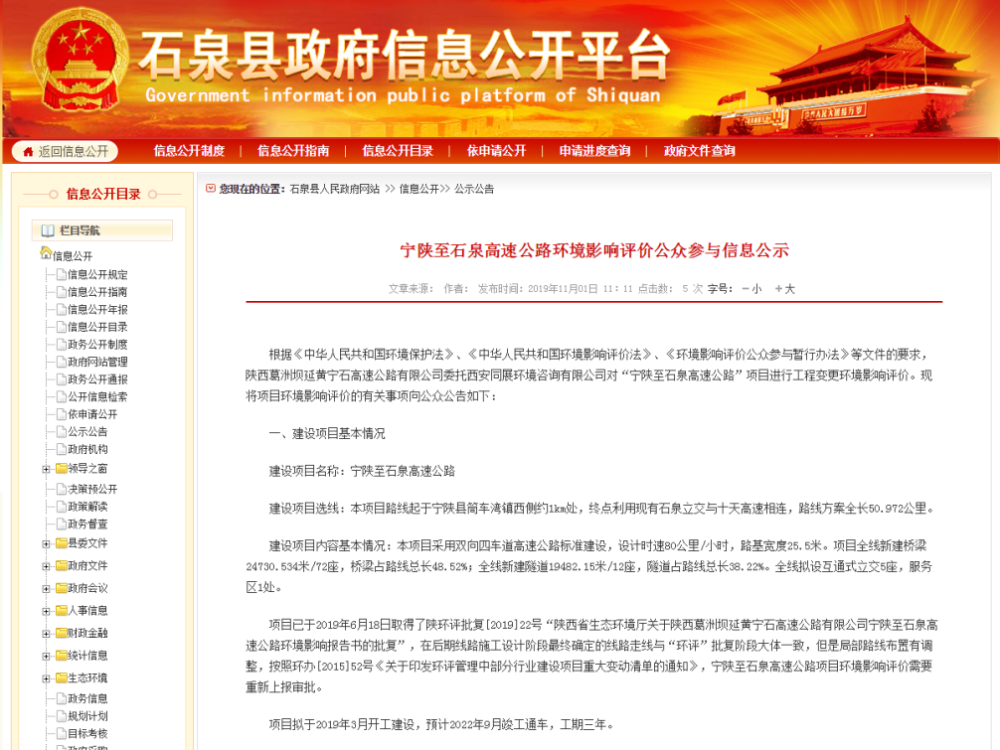 石泉县政府信息公开平台
Government information public platform of Shiquan
返回信息公开
信息公开制度 | 信息公开指南 | 信息公开目录 | 依申请公开 | 申请进度查询 | 政府文件查询
信息公开目录
栏目导航
信息公开
信息公开规定
信息公开指南
信息公开年报
信息公开目录
政务公开制度
政府网站管理
政务公开通报
公开信息检索
依申请公开
公示公告
政府机构
领导之窗
决策预公开
政策解读
政务督查
县委文件
政府文件
政府会议
人事信息
财政金融
统计信息
生态环境
政务信息
规划计划
目标考核
政府采购
您现在的位置：石泉县人民政府网站 >> 信息公开>> 公示公告
宁陕至石泉高速公路环境影响评价公众参与信息公示
文章来源： 作者： 发布时间：2019年11月01日 11：11 点击数： 5 次 字号： －小 ＋大
根据《中华人民共和国环境保护法》、《中华人民共和国环境影响评价法》、《环境影响评价公众参与暂行办法》等文件的要求，
陕西葛洲坝延黄宁石高速公路有限公司委托西安同展环境咨询有限公司对“宁陕至石泉高速公路”项目进行工程变更环境影响评价。现
将项目环境影响评价的有关事项向公众公告如下：
一、建设项目基本情况
建设项目名称：宁陕至石泉高速公路
建设项目选线：本项目路线起于宁陕县筒车湾镇西侧约1km处，终点利用现有石泉立交与十天高速相连，路线方案全长50.972公里。
建设项目内容基本情况：本项目采用双向四车道高速公路标准建设，设计时速80公里/小时，路基宽度25.5米。项目全线新建桥梁
24730.534米/72座，桥梁占路线总长48.52%；全线新建隧道19482.15米/12座，隧道占路线总长38.22%。全线拟设互通式立交5座，服务
区1处。
项目已于2019年6月18日取得了陕环评批复[2019]22号“陕西省生态环境厅关于陕西葛洲坝延黄宁石高速公路有限公司宁陕至石泉高
速公路环境影响报告书的批复”，在后期线路施工设计阶段最终确定的线路走线与“环评”批复阶段大体一致，但是局部路线布置有调
整，按照环办[2015]52号《关于印发环评管理中部分行业建设项目重大变动清单的通知》，宁陕至石泉高速公路项目环境影响评价需要
重新上报审批。
项目拟于2019年3月开工建设，预计2022年9月竣工通车，工期三年。